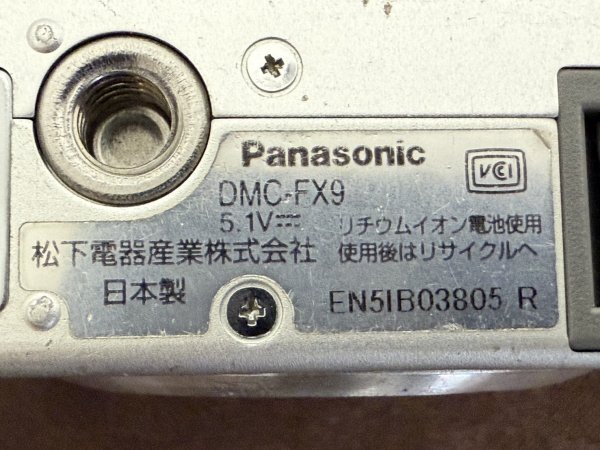 Panasonic
VCI
DMC-FX9
5.1V⎓
リチウムイオン電池使用
松下電器産業株式会社
使用後はリサイクルへ
日本製
EN5IB03805 R